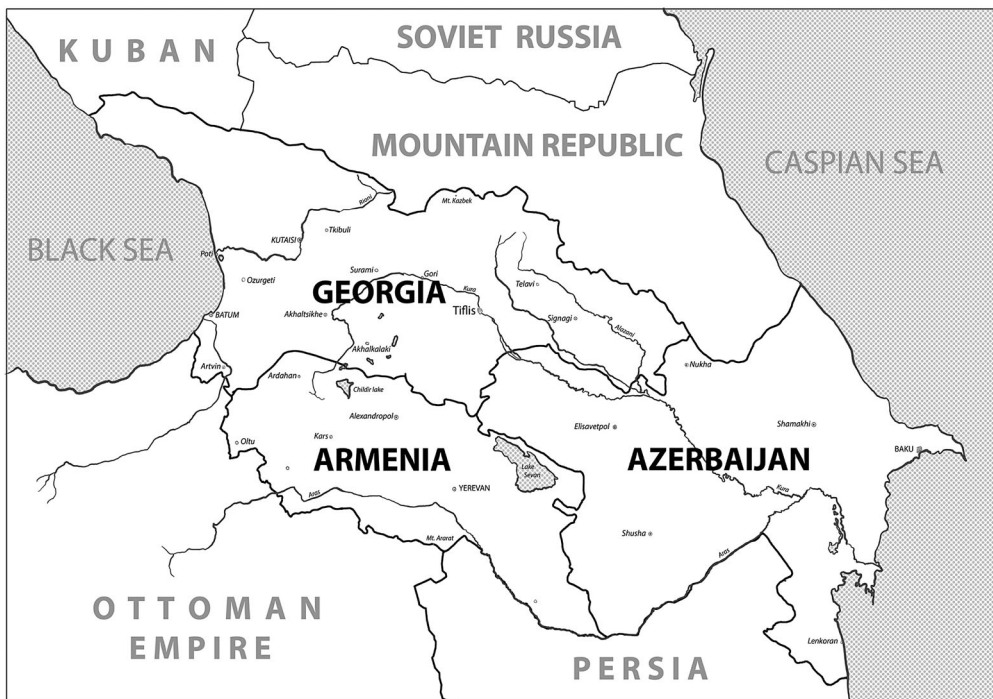 KUBAN
SOVIET RUSSIA
MOUNTAIN REPUBLIC
CASPIAN SEA
BLACK SEA
Rioni
Mt. Kazbek
KUTAISI
Tkibuli
Poti
Ozurgeti
Surami
Gori
GEORGIA
Kura
Tiflis
Telavi
Signagi
Alazani
BATUM
Akhaltsikhe
Akhalkalaki
Artvin
Ardahan
Childir lake
Nukha
Alexandropol
Oltu
Kars
ARMENIA
Elisavetpol
Shamakhi
AZERBAIJAN
BAKU
Lake
Sevan
YEREVAN
Aras
Kura
Mt. Ararat
Shusha
Aras
OTTOMAN
EMPIRE
PERSIA
Lenkoran